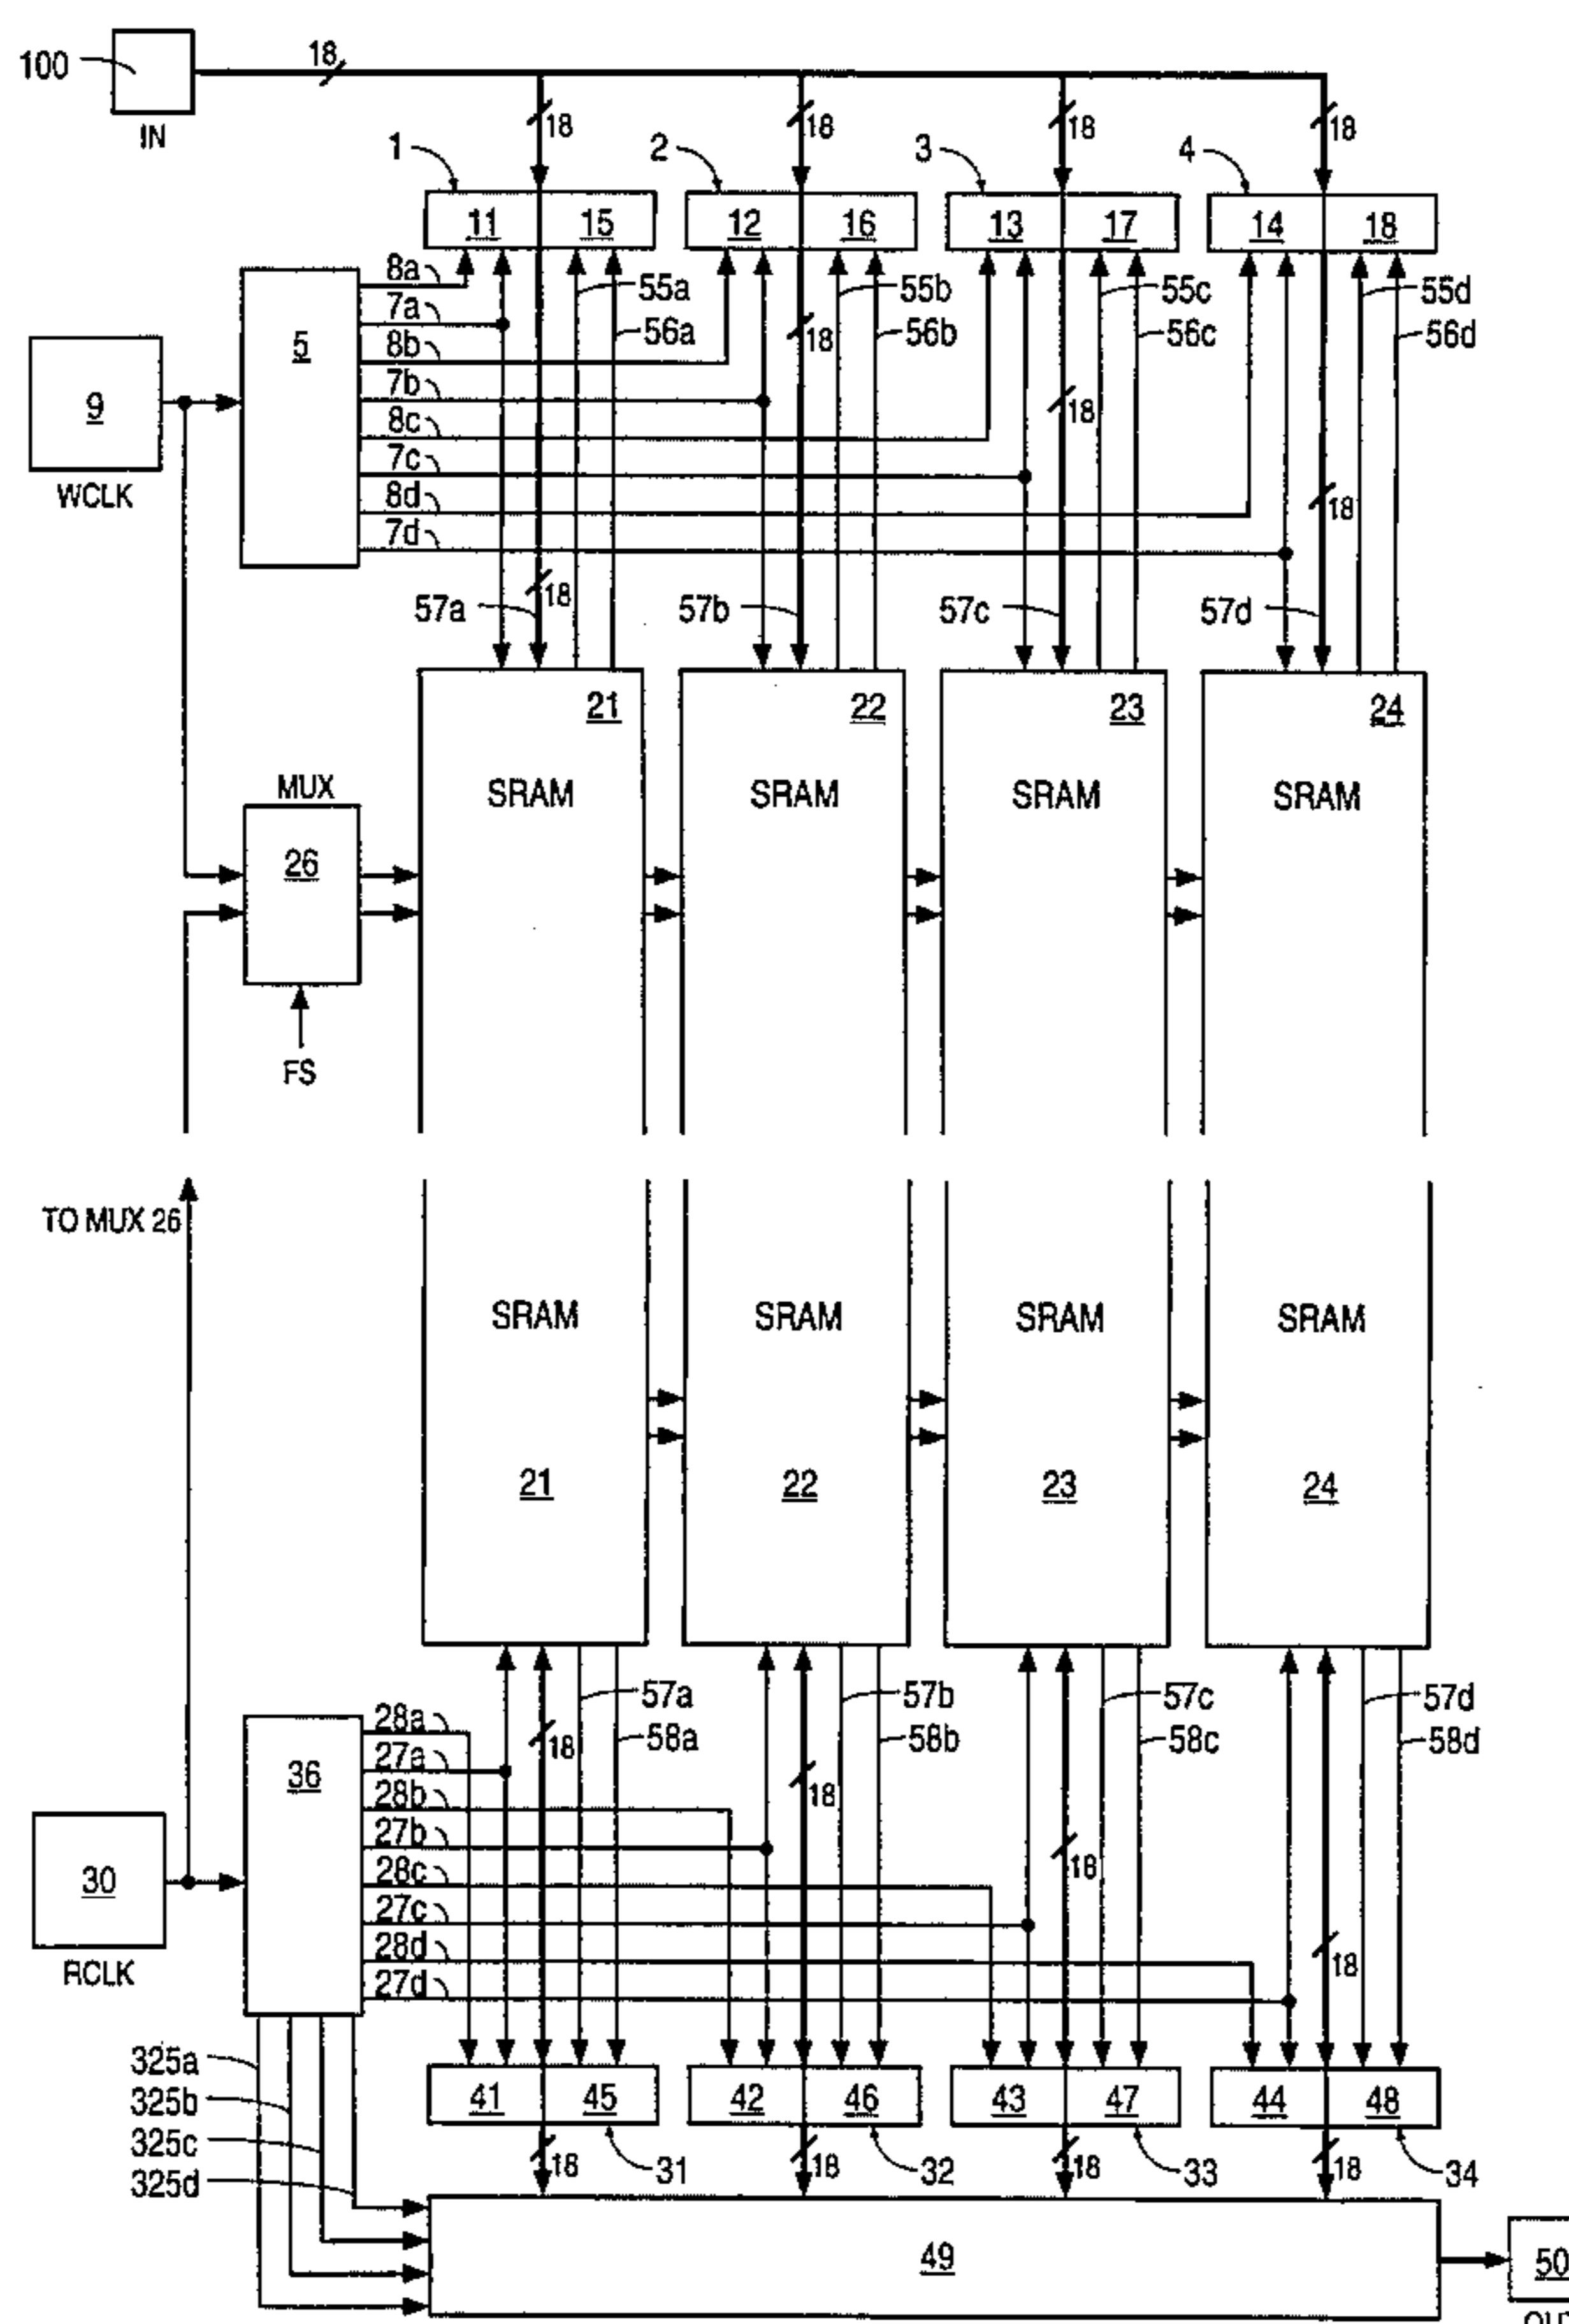 100
18
IN
18
18
18
18
1
2
3
4
11 15
12 16
13 17
14 18
8a
7a
8b
7b
8c
7c
8d
7d
5
9
WCLK
55a
56a
55b
56b
55c
56c
55d
56d
18
18
18
18
57a
57b
57c
57d
21
22
23
24
SRAM
SRAM
SRAM
SRAM
MUX
26
FS
TO MUX 26
SRAM
SRAM
SRAM
SRAM
21
22
23
24
28a
27a
28b
27b
28c
27c
28d
27d
36
30
RCLK
18
18
18
18
57a
58a
57b
58b
57c
58c
57d
58d
325a
325b
325c
325d
41 45
42 46
43 47
44 48
18
31
18
32
18
33
18
34
49
50